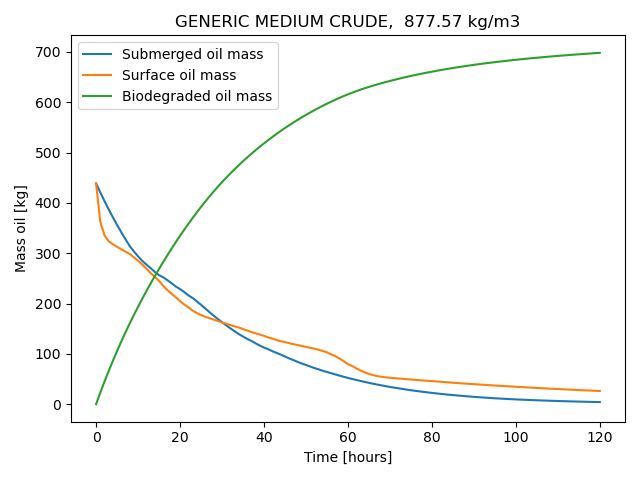 GENERIC MEDIUM CRUDE,  877.57 kg/m3
Submerged oil mass
Surface oil mass
Biodegraded oil mass
Mass oil [kg]
700
600
500
400
300
200
100
0
0 20 40 60 80 100 120
Time [hours]